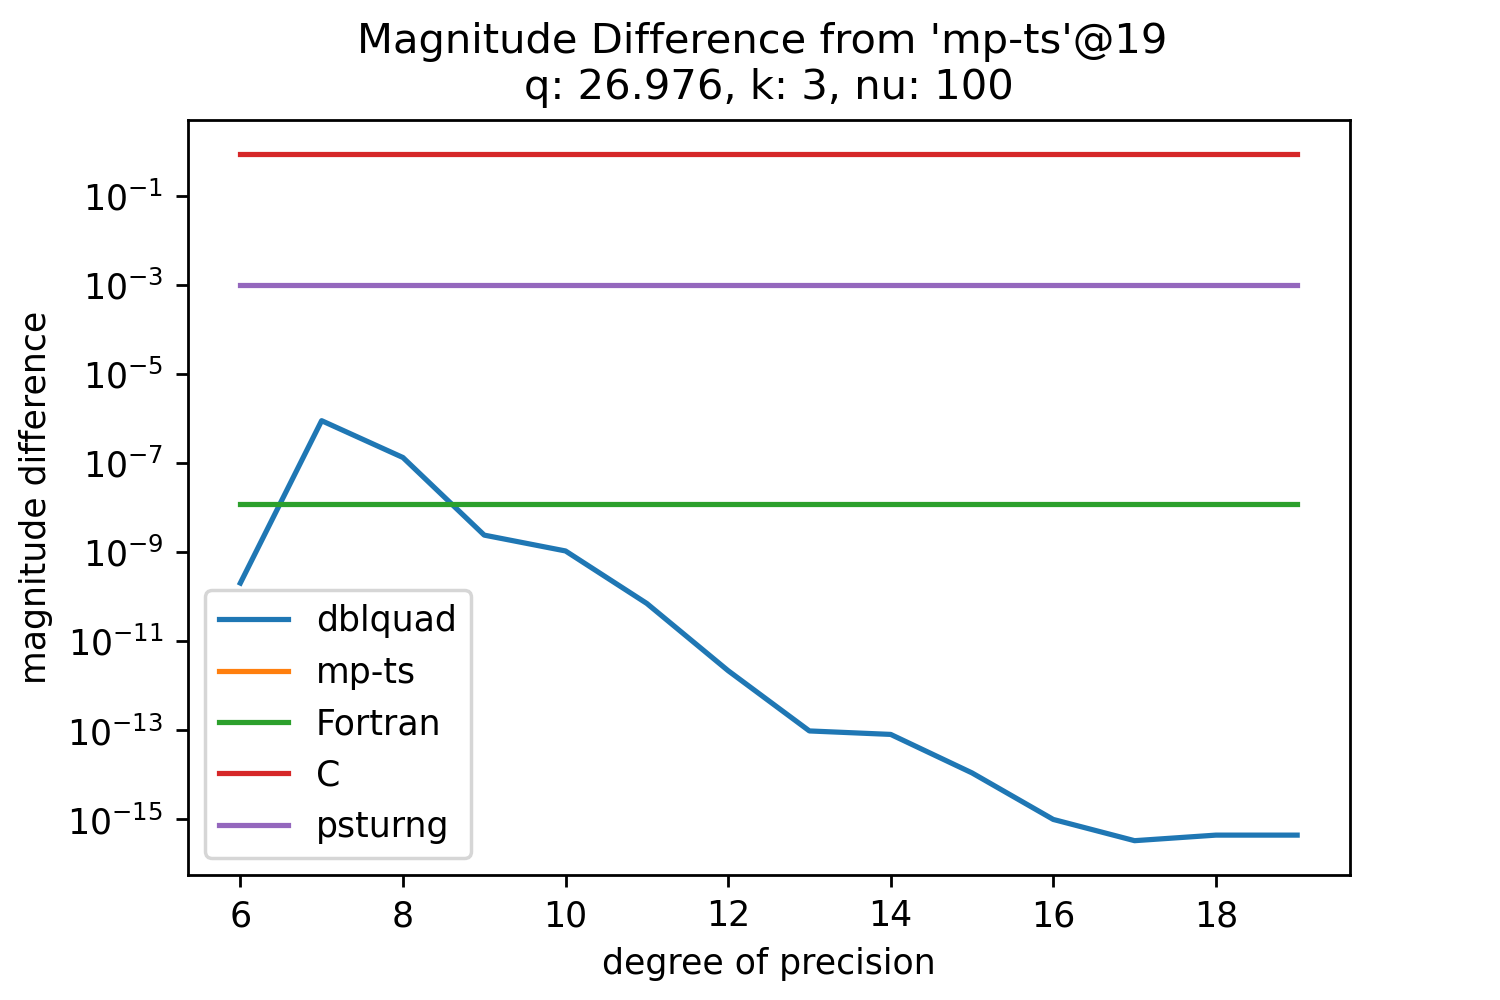 Magnitude Difference from 'mp-ts'@19
q: 26.976, k: 3, nu: 100
magnitude difference
10⁻¹
10⁻³
10⁻⁵
10⁻⁷
10⁻⁹
10⁻¹¹
10⁻¹³
10⁻¹⁵
dblquad
mp-ts
Fortran
C
psturng
6 8 10 12 14 16 18
degree of precision